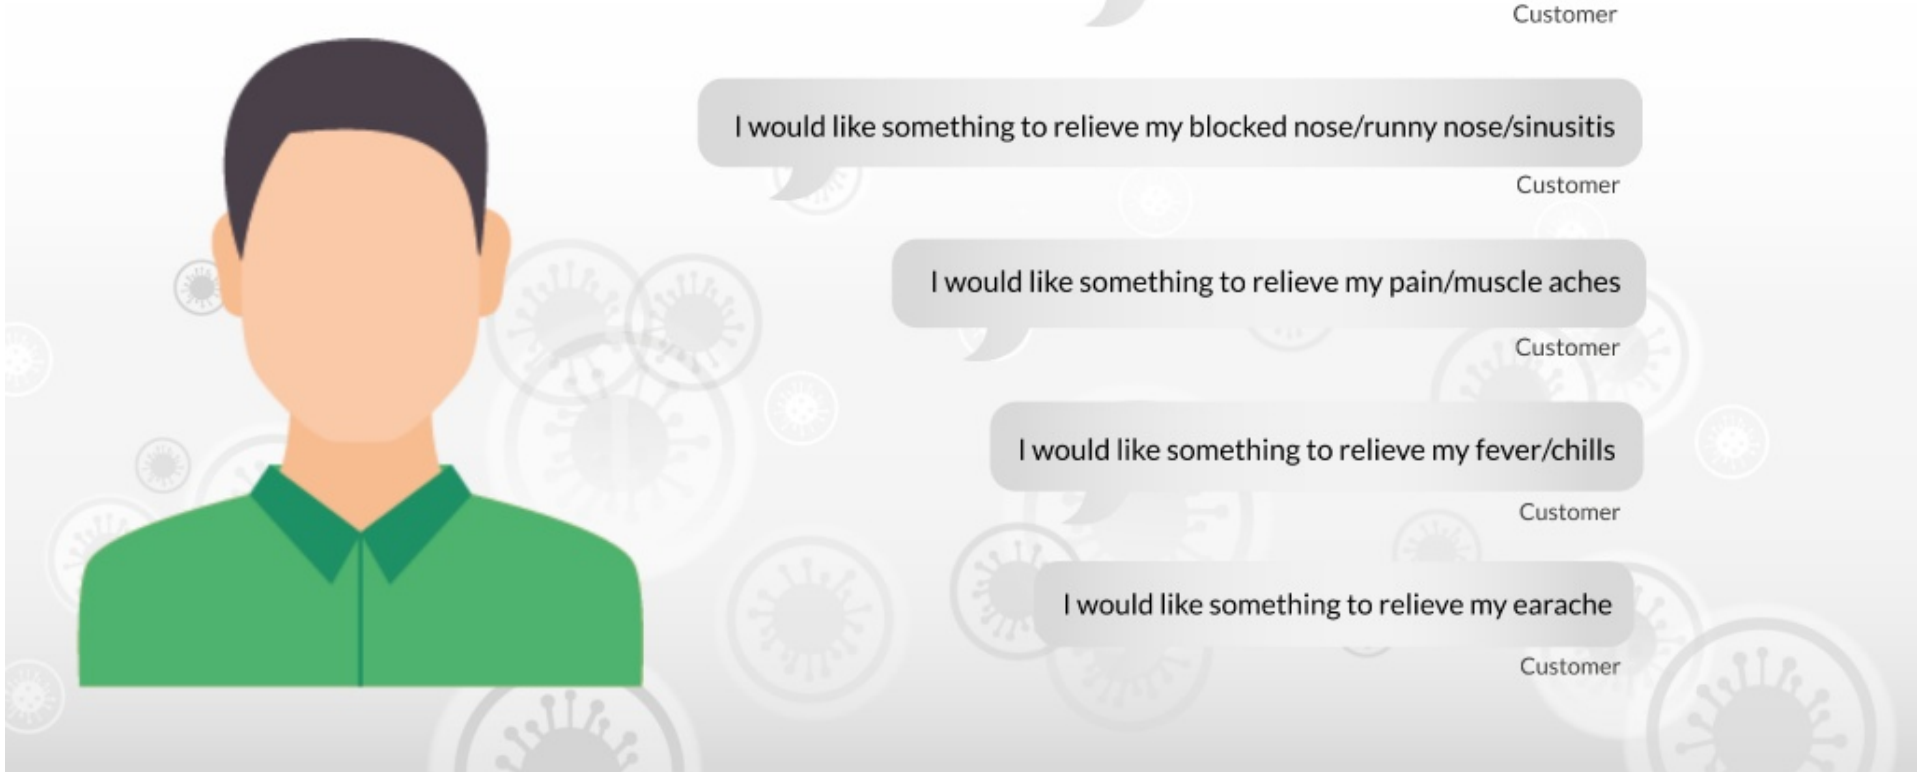 Customer
I would like something to relieve my blocked nose/runny nose/sinusitis
Customer
I would like something to relieve my pain/muscle aches
Customer
I would like something to relieve my fever/chills
Customer
I would like something to relieve my earache
Customer